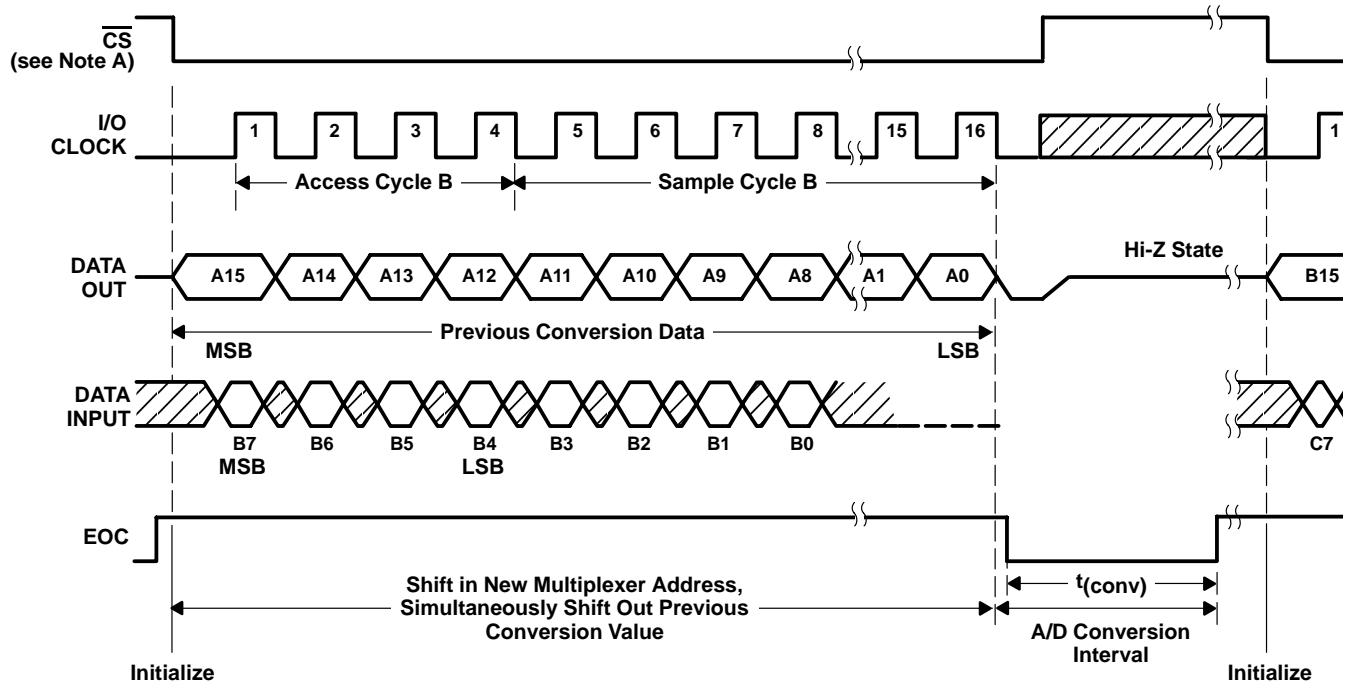 CS
(see Note A)
I/O
CLOCK
1 2 3 4 5 6 7 8 15 16 1
Access Cycle B Sample Cycle B
Hi-Z State
DATA
OUT
A15 A14 A13 A12 A11 A10 A9 A8 A1 A0 B15
Previous Conversion Data
MSB LSB
DATA
INPUT
B7 B6 B5 B4 B3 B2 B1 B0 C7
MSB LSB
EOC
Shift in New Multiplexer Address,
Simultaneously Shift Out Previous
Conversion Value
t(conv)
A/D Conversion
Interval
Initialize Initialize